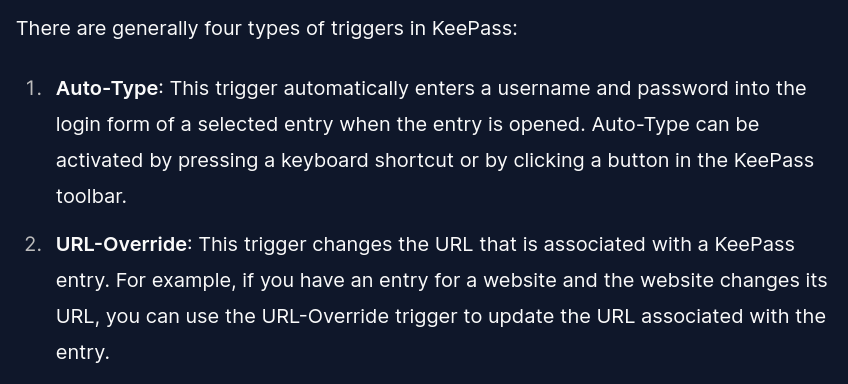 There are generally four types of triggers in KeePass:
1. Auto-Type: This trigger automatically enters a username and password into the
login form of a selected entry when the entry is opened. Auto-Type can be
activated by pressing a keyboard shortcut or by clicking a button in the KeePass
toolbar.
2. URL-Override: This trigger changes the URL that is associated with a KeePass
entry. For example, if you have an entry for a website and the website changes its
URL, you can use the URL-Override trigger to update the URL associated with the
entry.